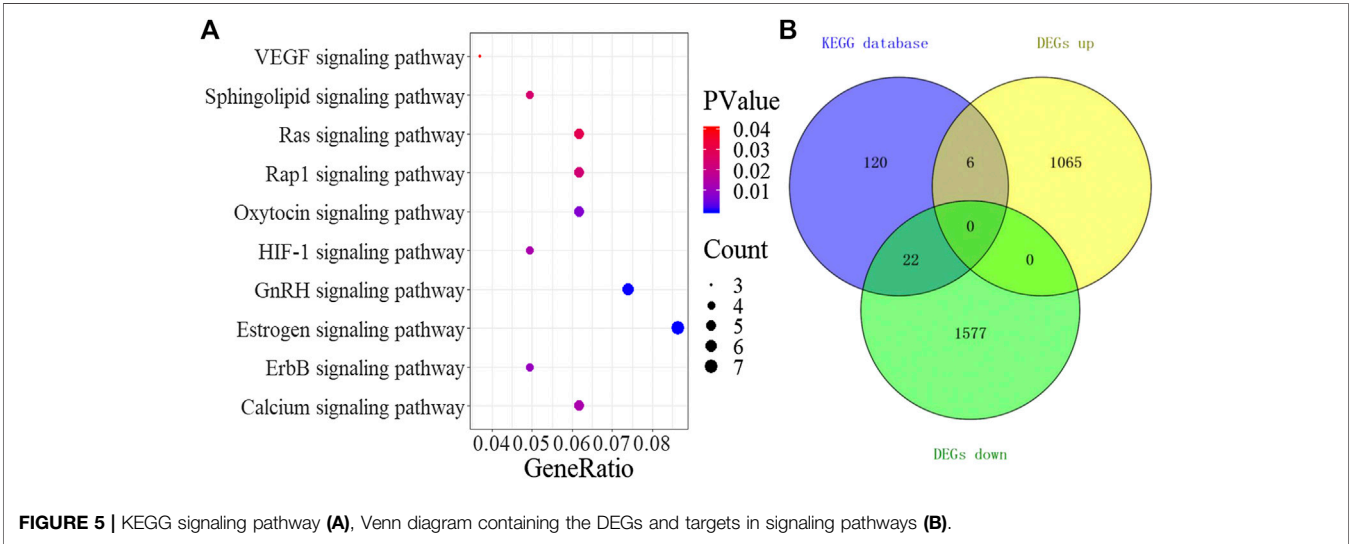 A
VEGF signaling pathway
Sphingolipid signaling pathway
Ras signaling pathway
Rap1 signaling pathway
Oxytocin signaling pathway
HIF-1 signaling pathway
GnRH signaling pathway
Estrogen signaling pathway
ErbB signaling pathway
Calcium signaling pathway
0.04 0.05 0.06 0.07 0.08
GeneRatio
PValue
0.04
0.03
0.02
0.01
Count
3
4
5
6
7
B
KEGG database
DEGs up
120
6
1065
0
22
0
1577
DEGs down
FIGURE 5 | KEGG signaling pathway (A), Venn diagram containing the DEGs and targets in signaling pathways (B).